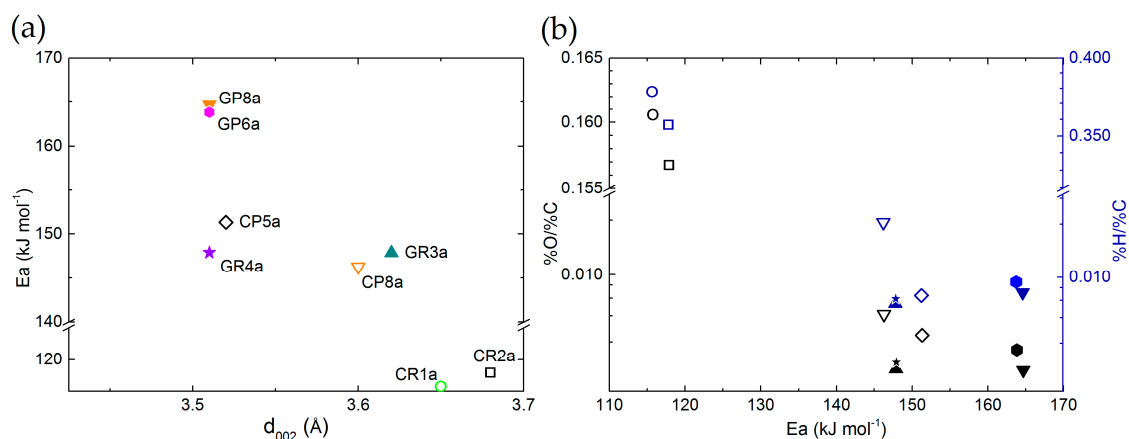 (a)
170
160
150
140
120
Ea (kJ mol⁻¹)
GP8a
GP6a
CP5a
GR4a
GR3a
CP8a
CR2a
CR1a
3.5
3.6
3.7
d₀₀₂ (Å)
(b)
0.165
0.160
0.155
0.010
%O/%C
0.400
0.350
0.010
%H/%C
110
120
130
140
150
160
170
Ea (kJ mol⁻¹)